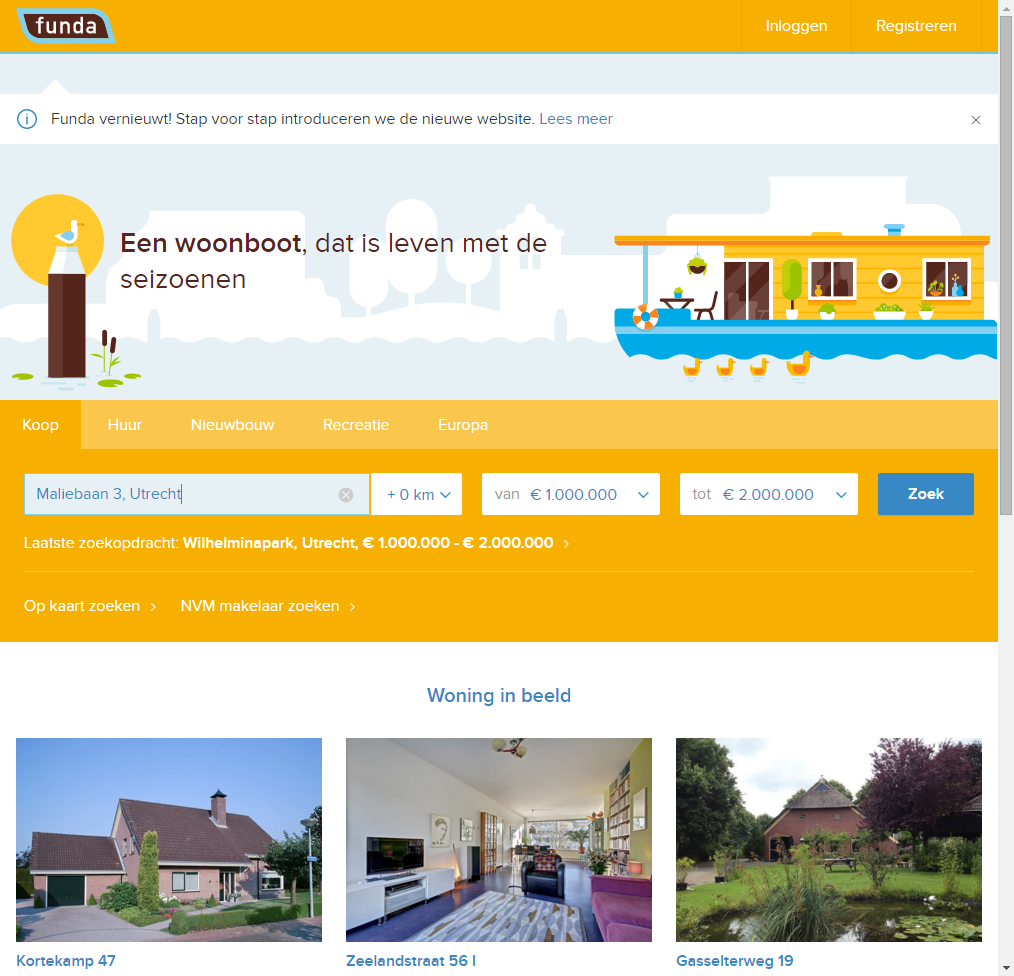 funda
Inloggen
Registreren
Funda vernieuwt! Stap voor stap introduceren we de nieuwe website. Lees meer
Een woonboot, dat is leven met de
seizoenen
Koop
Huur
Nieuwbouw
Recreatie
Europa
Maliebaan 3, Utrecht
+ 0 km
van € 1.000.000
tot € 2.000.000
Zoek
Laatste zoekopdracht: Wilhelminapark, Utrecht, € 1.000.000 - € 2.000.000
Op kaart zoeken
NVM makelaar zoeken
Woning in beeld
Kortekamp 47
Zeelandstraat 56 I
Gasselterweg 19